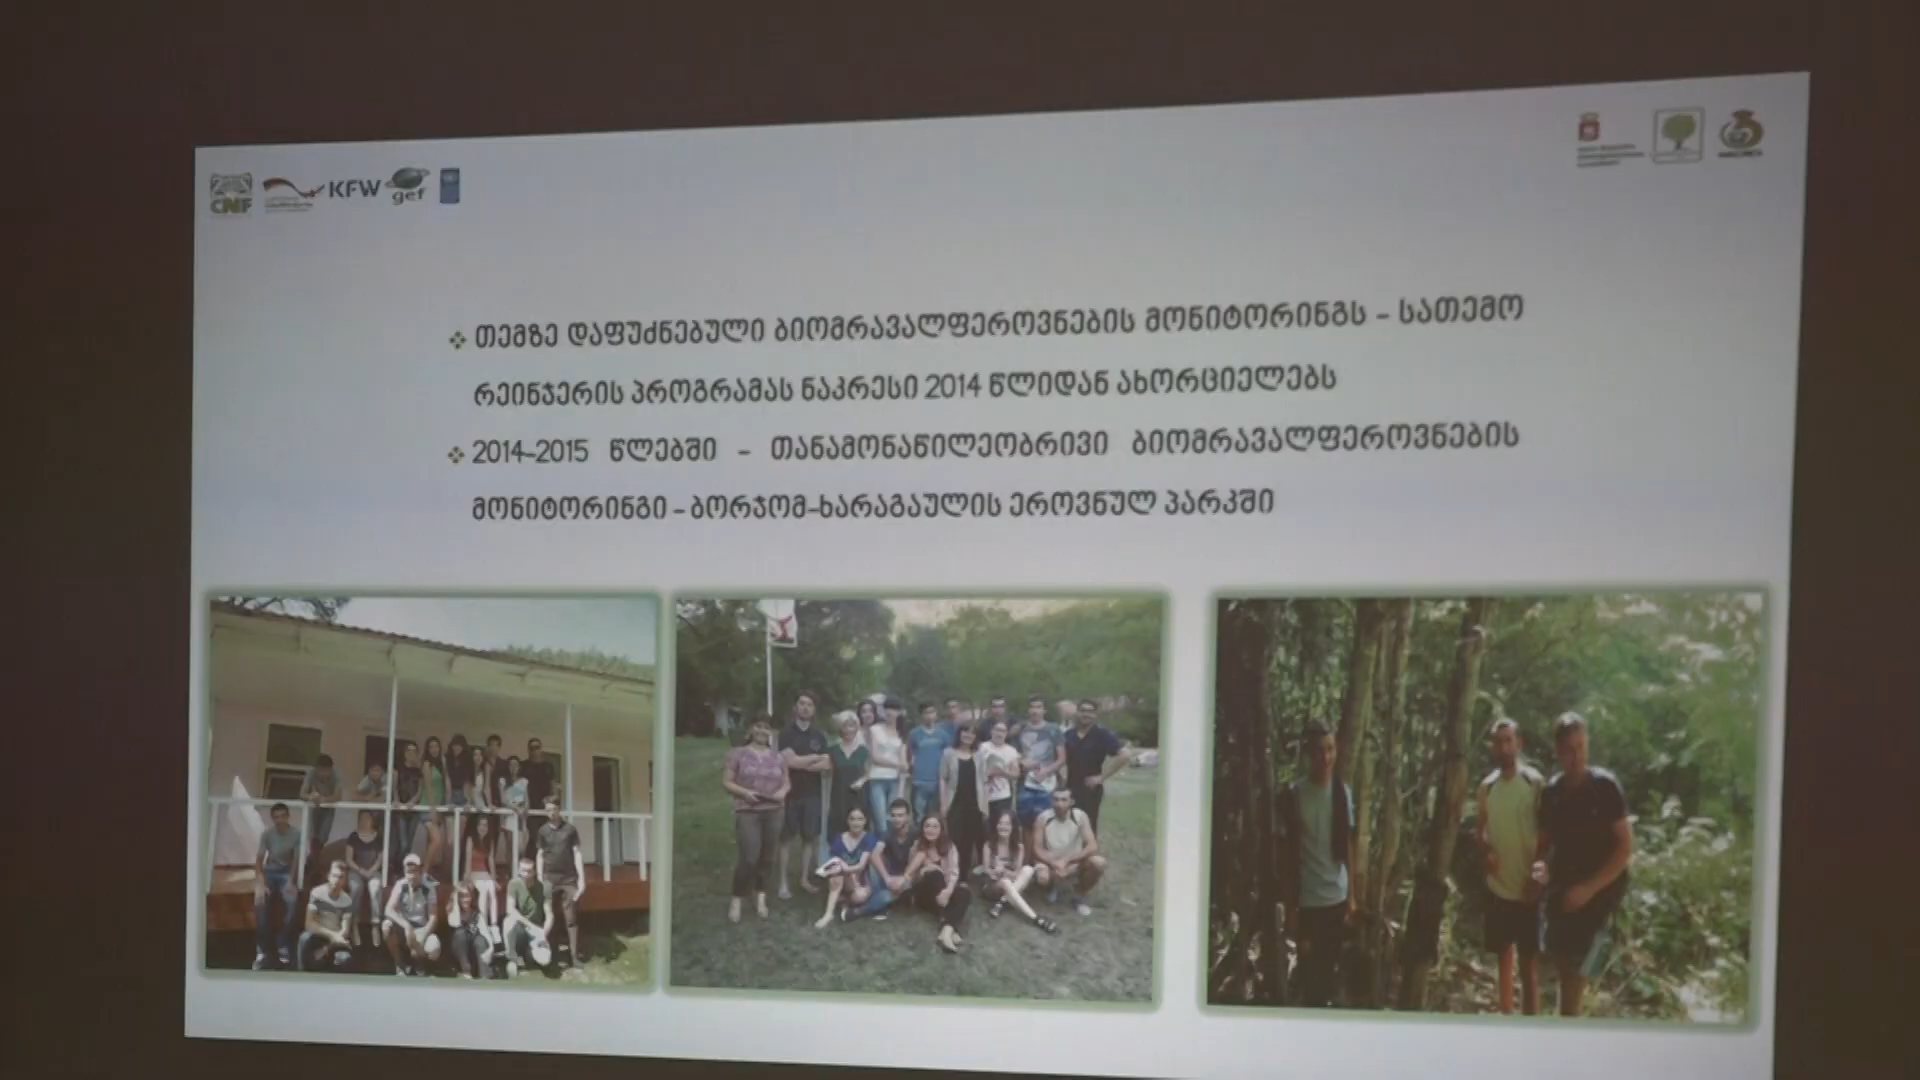 CNF
KFW
gef
თემზე დაფუძნებული ბიომრავალფეროვნების მონიტორინგს - სათემო
რეინჯერის პროგრამას ნაკრესი 2014 წლიდან ახორციელებს
2014-2015 წლებში - თანამონაწილეობრივი ბიომრავალფეროვნების
მონიტორინგი - ბორჯომ-ხარაგაულის ეროვნულ პარკში